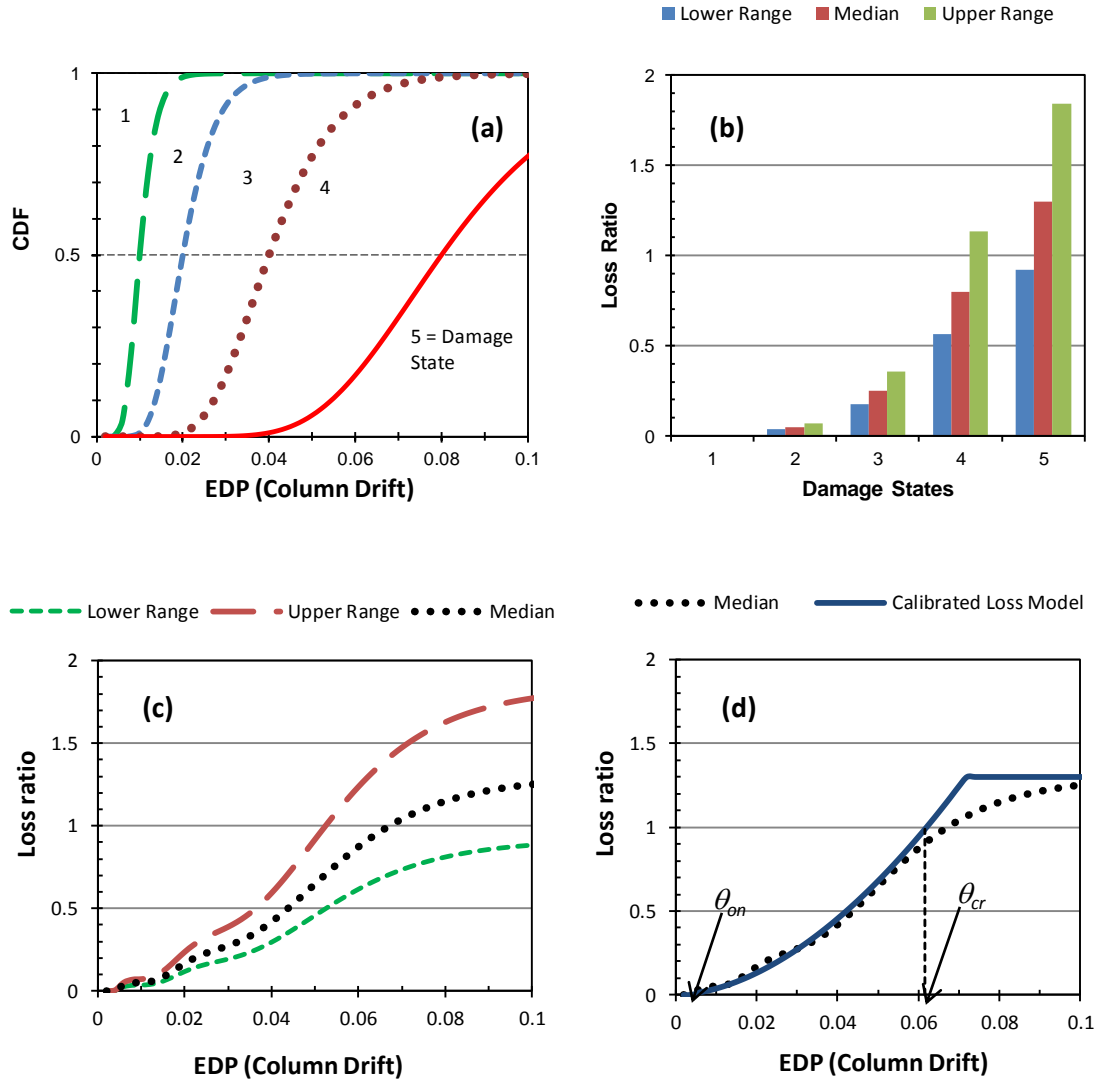 Lower Range Median Upper Range
1
0.5
0
CDF
1
2
3
4
(a)
5 = Damage
State
0 0.02 0.04 0.06 0.08 0.1
EDP (Column Drift)
2
1.5
1
0.5
0
Loss Ratio
(b)
1 2 3 4 5
Damage States
Lower Range Upper Range Median
2
1.5
1
0.5
0
Loss ratio
(c)
0 0.02 0.04 0.06 0.08 0.1
EDP (Column Drift)
Median Calibrated Loss Model
2
1.5
1
0.5
0
Loss ratio
(d)
θon
θcr
0 0.02 0.04 0.06 0.08 0.1
EDP (Column Drift)